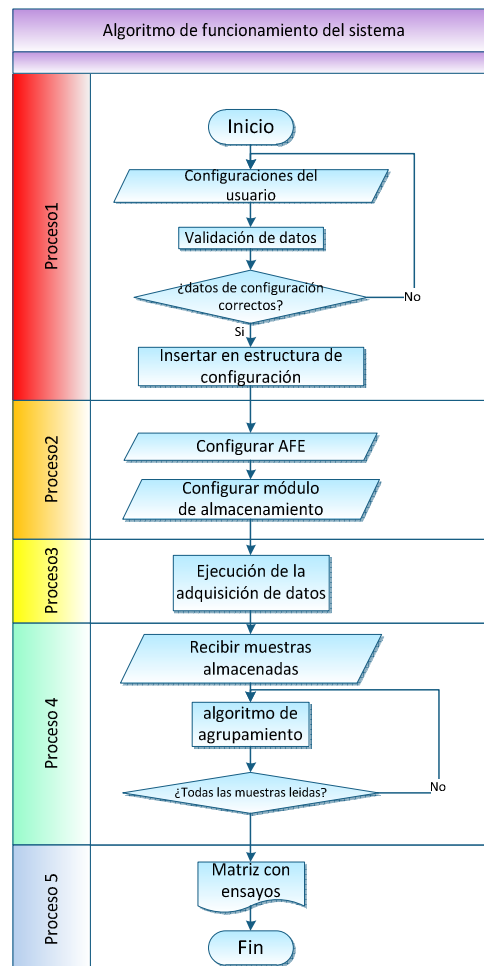 Algoritmo de funcionamiento del sistema
Proceso1
Inicio
Configuraciones del
usuario
Validación de datos
¿datos de configuración
correctos?
No
Si
Insertar en estructura de
configuración
Proceso2
Configurar AFE
Configurar módulo
de almacenamiento
Proceso3
Ejecución de la
adquisición de datos
Proceso 4
Recibir muestras
almacenadas
algoritmo de
agrupamiento
¿Todas las muestras leidas?
No
Proceso 5
Matriz con
ensayos
Fin